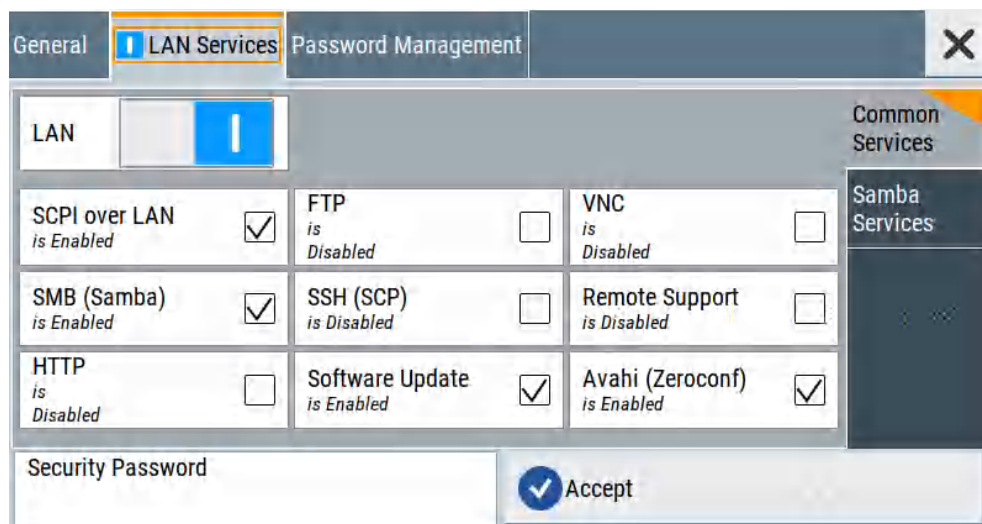 General
LAN Services
Password Management
LAN
Common
Services
Samba
Services
SCPI over LAN
is Enabled
FTP
is
Disabled
VNC
is
Disabled
SMB (Samba)
is Enabled
SSH (SCP)
is Disabled
Remote Support
is Disabled
HTTP
is
Disabled
Software Update
is Enabled
Avahi (Zeroconf)
is Enabled
Security Password
Accept